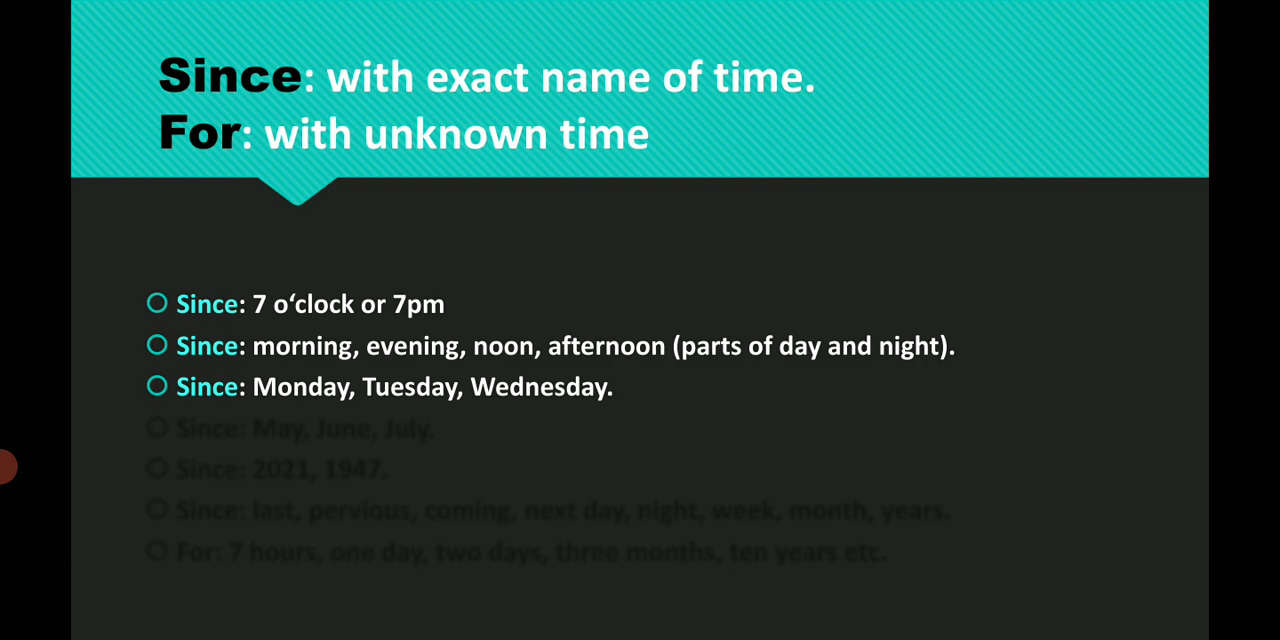 Since: with exact name of time.
For: with unknown time
Since: 7 o‘clock or 7pm
Since: morning, evening, noon, afternoon (parts of day and night).
Since: Monday, Tuesday, Wednesday.
Since: May, June, July.
Since: 2021, 1947.
Since: last, pervious, coming, next day, night, week, month, years.
For: 7 hours, one day, two days, three months, ten years etc.